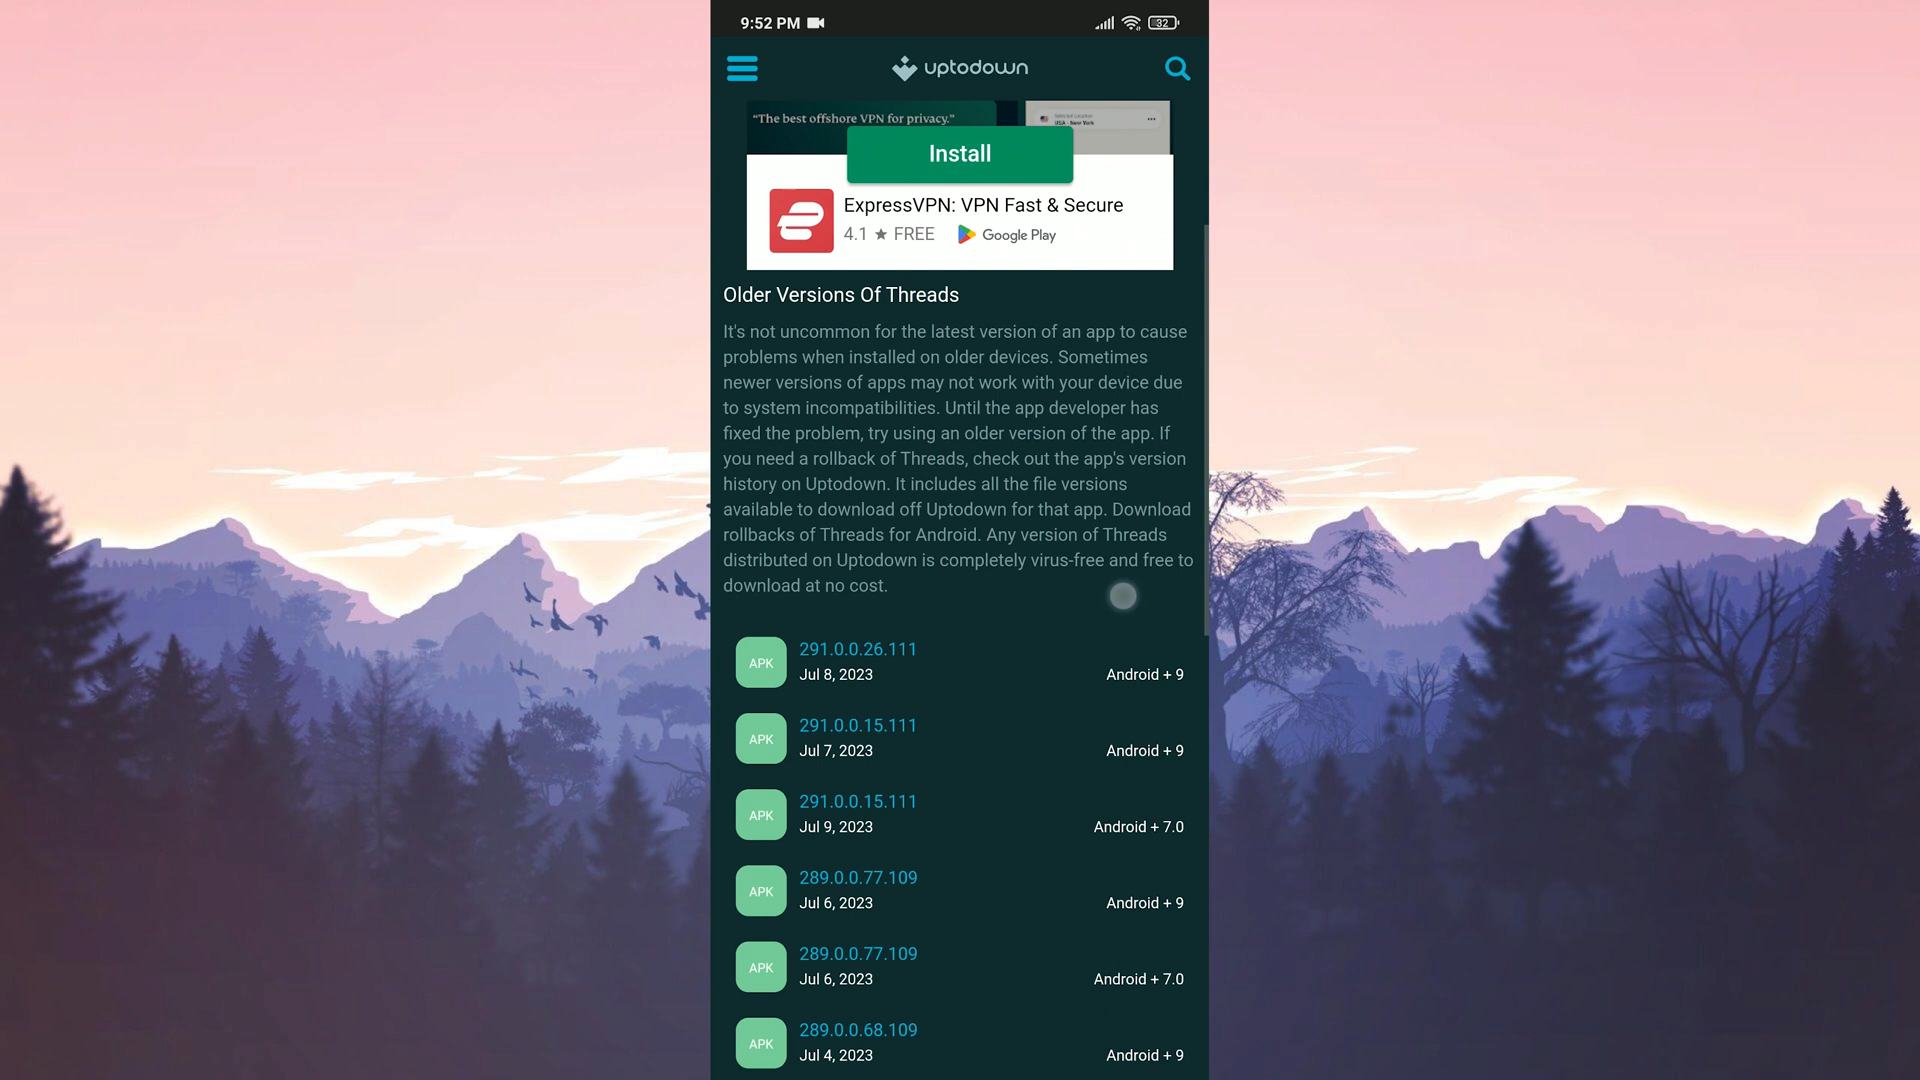 9:52 PM
32
uptodown
“The best offshore VPN for privacy.”
Selected Location
USA - New York
Install
ExpressVPN: VPN Fast & Secure
4.1 ★ FREE Google Play
Older Versions Of Threads
It's not uncommon for the latest version of an app to cause
problems when installed on older devices. Sometimes
newer versions of apps may not work with your device due
to system incompatibilities. Until the app developer has
fixed the problem, try using an older version of the app. If
you need a rollback of Threads, check out the app's version
history on Uptodown. It includes all the file versions
available to download off Uptodown for that app. Download
rollbacks of Threads for Android. Any version of Threads
distributed on Uptodown is completely virus-free and free to
download at no cost.
APK
291.0.0.26.111
Jul 8, 2023 Android + 9
APK
291.0.0.15.111
Jul 7, 2023 Android + 9
APK
291.0.0.15.111
Jul 9, 2023 Android + 7.0
APK
289.0.0.77.109
Jul 6, 2023 Android + 9
APK
289.0.0.77.109
Jul 6, 2023 Android + 7.0
APK
289.0.0.68.109
Jul 4, 2023 Android + 9